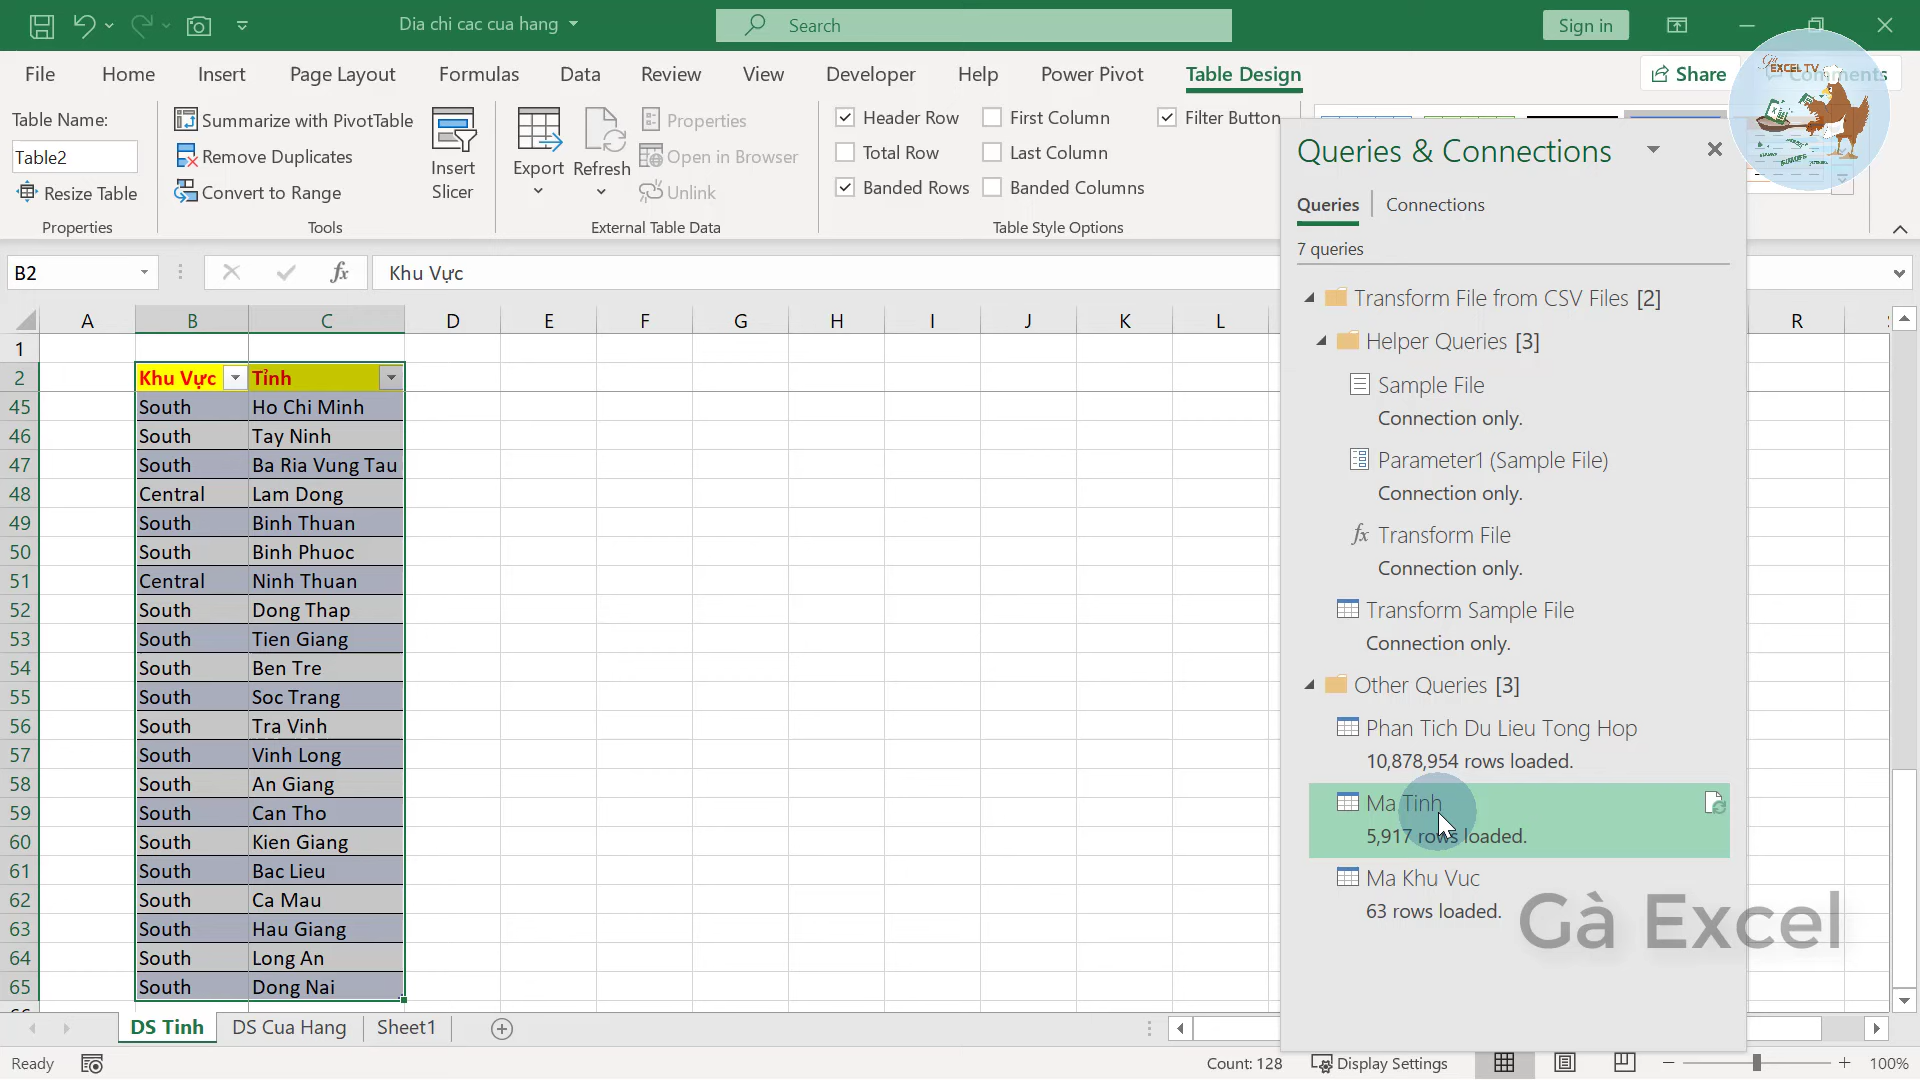 Dia chi cac cua hang
Search
Sign in
File
Home
Insert
Page Layout
Formulas
Data
Review
View
Developer
Help
Power Pivot
Table Design
Share
Comments
EXCEL TV
Table Name:
Table2
Resize Table
Properties
Summarize with PivotTable
Remove Duplicates
Convert to Range
Tools
Insert
Slicer
Export
Refresh
Properties
Open in Browser
Unlink
External Table Data
Header Row
First Column
Filter Button
Total Row
Last Column
Banded Rows
Banded Columns
Table Style Options
B2
fx
Khu Vực
A B C D E F G H I J K L R
1
2 Khu Vực Tỉnh
45 South Ho Chi Minh
46 South Tay Ninh
47 South Ba Ria Vung Tau
48 Central Lam Dong
49 South Binh Thuan
50 South Binh Phuoc
51 Central Ninh Thuan
52 South Dong Thap
53 South Tien Giang
54 South Ben Tre
55 South Soc Trang
56 South Tra Vinh
57 South Vinh Long
58 South An Giang
59 South Can Tho
60 South Kien Giang
61 South Bac Lieu
62 South Ca Mau
63 South Hau Giang
64 South Long An
65 South Dong Nai
Queries & Connections
Queries
Connections
7 queries
Transform File from CSV Files [2]
Helper Queries [3]
Sample File
Connection only.
Parameter1 (Sample File)
Connection only.
fx Transform File
Connection only.
Transform Sample File
Connection only.
Other Queries [3]
Phan Tich Du Lieu Tong Hop
10,878,954 rows loaded.
Ma Tinh
5,917 rows loaded.
Ma Khu Vuc
63 rows loaded.
Gà Excel
DS Tinh
DS Cua Hang
Sheet1
Ready
Count: 128
Display Settings
100%